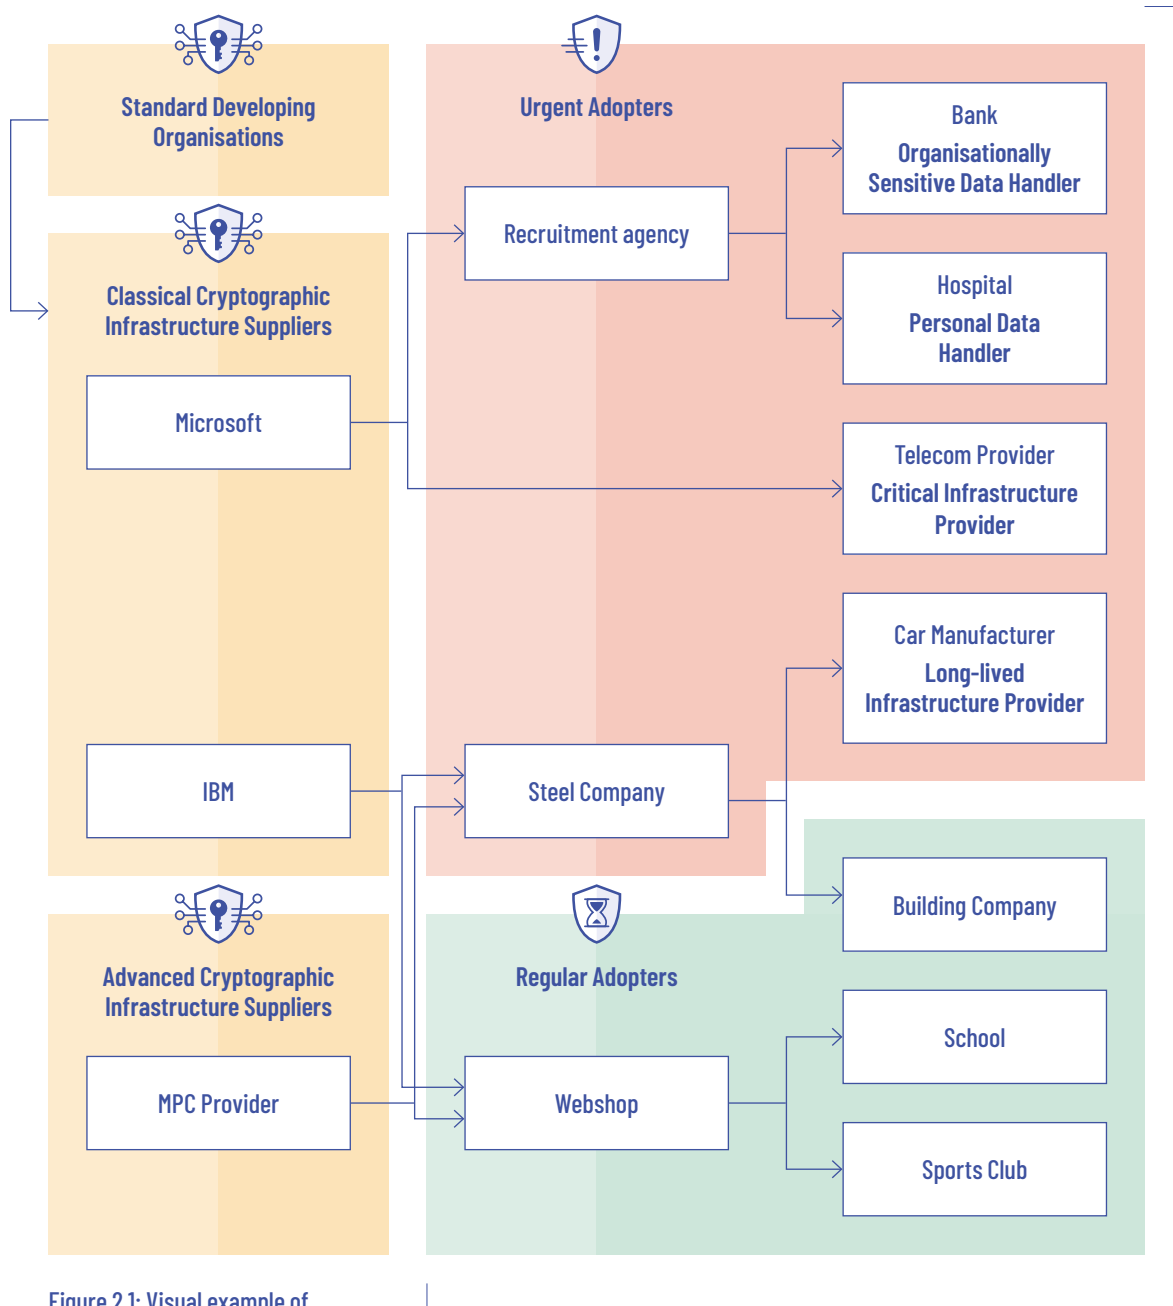 Standard Developing
Organisations
Classical Cryptographic
Infrastructure Suppliers
Microsoft
IBM
Advanced Cryptographic
Infrastructure Suppliers
MPC Provider
Urgent Adopters
Recruitment agency
Steel Company
Bank
Organisationally
Sensitive Data Handler
Hospital
Personal Data
Handler
Telecom Provider
Critical Infrastructure
Provider
Car Manufacturer
Long-lived
Infrastructure Provider
Regular Adopters
Webshop
Building Company
School
Sports Club
Figure 2.1: Visual example of